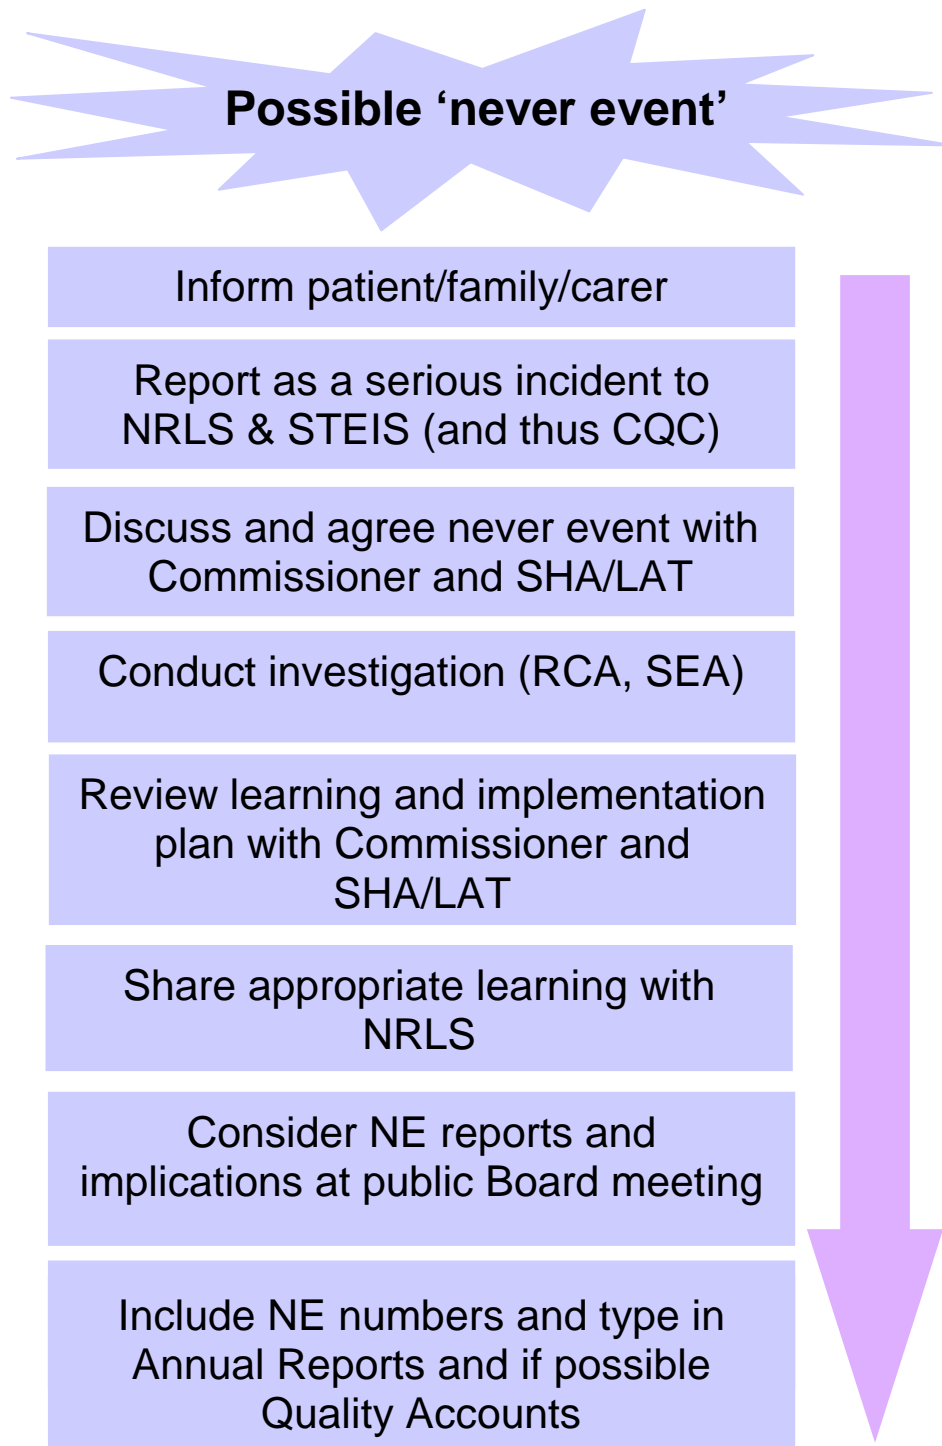 Possible ‘never event’
Inform patient/family/carer
Report as a serious incident to
NRLS & STEIS (and thus CQC)
Discuss and agree never event with
Commissioner and SHA/LAT
Conduct investigation (RCA, SEA)
Review learning and implementation
plan with Commissioner and
SHA/LAT
Share appropriate learning with
NRLS
Consider NE reports and
implications at public Board meeting
Include NE numbers and type in
Annual Reports and if possible
Quality Accounts